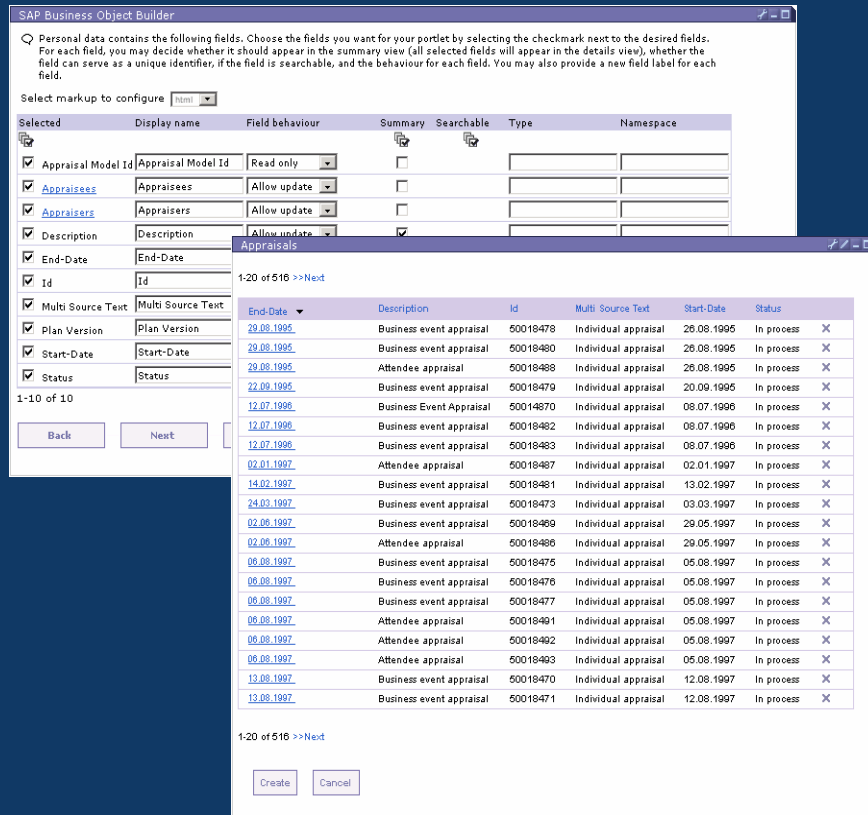 SAP Business Object Builder
Personal data contains the following fields. Choose the fields you want for your portlet by selecting the checkmark next to the desired fields.
For each field, you may decide whether it should appear in the summary view (all selected fields will appear in the details view), whether the
field can serve as a unique identifier, if the field is searchable, and the behaviour for each field. You may also provide a new field label for each
field.
Select markup to configure html
Selected Display name Field behaviour Summary Searchable Type Namespace
Appraisal Model Id Appraisal Model Id Read only
Appraisees Appraisees Allow update
Appraisers Appraisers Allow update
Description Description Allow update
End-Date End-Date
Id Id
Multi Source Text Multi Source Text
Plan Version Plan Version
Start-Date Start-Date
Status Status
1-10 of 10
Back Next
Appraisals
1-20 of 516 >>Next
End-Date Description Id Multi Source Text Start-Date Status
29.08.1995 Business event appraisal 50018478 Individual appraisal 26.08.1995 In process
29.08.1995 Business event appraisal 50018480 Individual appraisal 26.08.1995 In process
29.08.1995 Attendee appraisal 50018488 Individual appraisal 26.08.1995 In process
22.09.1995 Business event appraisal 50018479 Individual appraisal 20.09.1995 In process
12.07.1996 Business Event Appraisal 50014870 Individual appraisal 08.07.1996 In process
12.07.1996 Business event appraisal 50018482 Individual appraisal 08.07.1996 In process
12.07.1996 Business event appraisal 50018483 Individual appraisal 08.07.1996 In process
02.01.1997 Attendee appraisal 50018487 Individual appraisal 02.01.1997 In process
14.02.1997 Business event appraisal 50018481 Individual appraisal 13.02.1997 In process
24.03.1997 Business event appraisal 50018473 Individual appraisal 03.03.1997 In process
02.06.1997 Business event appraisal 50018469 Individual appraisal 29.05.1997 In process
02.06.1997 Attendee appraisal 50018486 Individual appraisal 29.05.1997 In process
06.08.1997 Business event appraisal 50018475 Individual appraisal 05.08.1997 In process
06.08.1997 Business event appraisal 50018476 Individual appraisal 05.08.1997 In process
06.08.1997 Business event appraisal 50018477 Individual appraisal 05.08.1997 In process
06.08.1997 Attendee appraisal 50018491 Individual appraisal 05.08.1997 In process
06.08.1997 Attendee appraisal 50018492 Individual appraisal 05.08.1997 In process
06.08.1997 Attendee appraisal 50018493 Individual appraisal 05.08.1997 In process
13.08.1997 Business event appraisal 50018470 Individual appraisal 12.08.1997 In process
13.08.1997 Business event appraisal 50018471 Individual appraisal 12.08.1997 In process
1-20 of 516 >>Next
Create Cancel